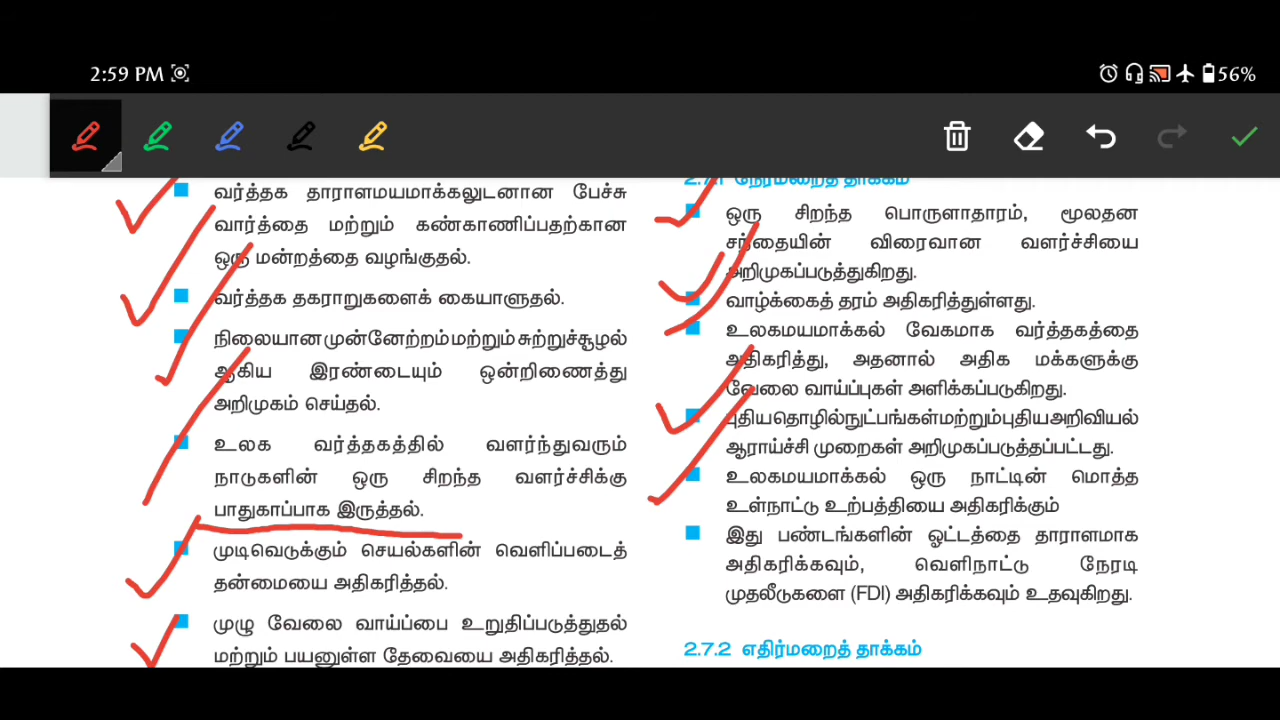 2:59 PM
56%
வர்த்தக தாராளமயமாக்கலுடனான பேச்சு
வார்த்தை மற்றும் கண்காணிப்பதற்கான
ஒரு மன்றத்தை வழங்குதல்.
வர்த்தக தகராறுகளைக் கையாளுதல்.
நிலையான முன்னேற்றம் மற்றும் சுற்றுச்சூழல்
ஆகிய இரண்டையும் ஒன்றிணைத்து
அறிமுகம் செய்தல்.
உலக வர்த்தகத்தில் வளர்ந்துவரும்
நாடுகளின் ஒரு சிறந்த வளர்ச்சிக்கு
பாதுகாப்பாக இருத்தல்.
முடிவெடுக்கும் செயல்களின் வெளிப்படைத்
தன்மையை அதிகரித்தல்.
முழு வேலை வாய்ப்பை உறுதிப்படுத்துதல்
மற்றும் பயனுள்ள தேவையை அதிகரித்தல்.
2.7.1 நேர்மறைத் தாக்கம்
ஒரு சிறந்த பொருளாதாரம், மூலதன
சந்தையின் விரைவான வளர்ச்சியை
அறிமுகப்படுத்துகிறது.
வாழ்க்கைத் தரம் அதிகரித்துள்ளது.
உலகமயமாக்கல் வேகமாக வர்த்தகத்தை
அதிகரித்து, அதனால் அதிக மக்களுக்கு
வேலை வாய்ப்புகள் அளிக்கப்படுகிறது.
புதிய தொழில்நுட்பங்கள் மற்றும் புதிய அறிவியல்
ஆராய்ச்சி முறைகள் அறிமுகப்படுத்தப்பட்டது.
உலகமயமாக்கல் ஒரு நாட்டின் மொத்த
உள்நாட்டு உற்பத்தியை அதிகரிக்கும்
இது பண்டங்களின் ஓட்டத்தை தாராளமாக
அதிகரிக்கவும், வெளிநாட்டு நேரடி
முதலீடுகளை (FDI) அதிகரிக்கவும் உதவுகிறது.
2.7.2 எதிர்மறைத் தாக்கம்